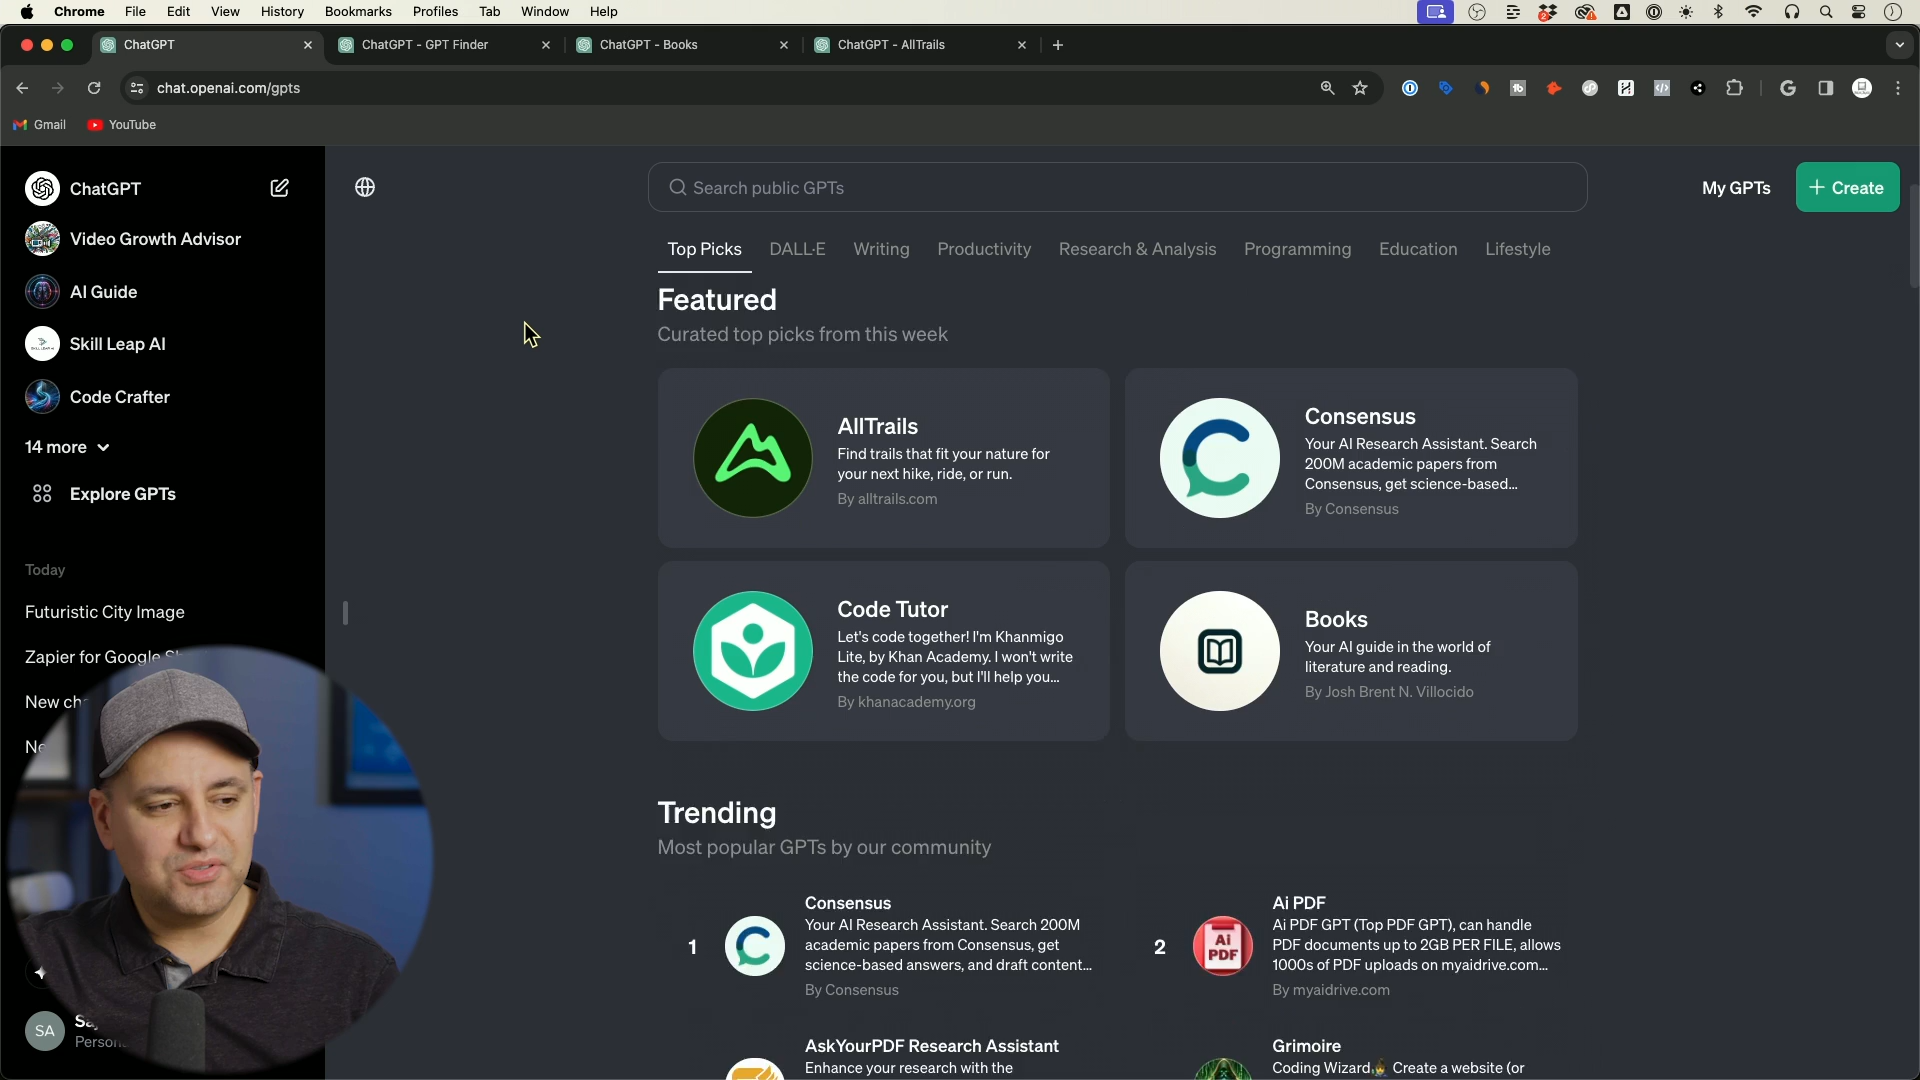 Chrome File Edit View History Bookmarks Profiles Tab Window Help
ChatGPT
ChatGPT - GPT Finder
ChatGPT - Books
ChatGPT - AllTrails
chat.openai.com/gpts
Gmail
YouTube
ChatGPT
Video Growth Advisor
AI Guide
Skill Leap AI
Code Crafter
14 more
Explore GPTs
Today
Futuristic City Image
Zapier for Google
New
SA
Search public GPTs
My GPTs
+ Create
Top Picks DALL·E Writing Productivity Research & Analysis Programming Education Lifestyle
Featured
Curated top picks from this week
AllTrails
Find trails that fit your nature for
your next hike, ride, or run.
By alltrails.com
Consensus
Your AI Research Assistant. Search
200M academic papers from
Consensus, get science-based...
By Consensus
Code Tutor
Let's code together! I'm Khanmigo
Lite, by Khan Academy. I won't write
the code for you, but I'll help you...
By khanacademy.org
Books
Your AI guide in the world of
literature and reading.
By Josh Brent N. Villocido
Trending
Most popular GPTs by our community
1
Consensus
Your AI Research Assistant. Search 200M
academic papers from Consensus, get
science-based answers, and draft content...
By Consensus
2
Ai PDF
Ai
PDF
Ai PDF GPT (Top PDF GPT), can handle
PDF documents up to 2GB PER FILE, allows
1000s of PDF uploads on myaidrive.com...
By myaidrive.com
AskYourPDF Research Assistant
Enhance your research with the
Grimoire
Coding Wizard🧙‍♂️ Create a website (or